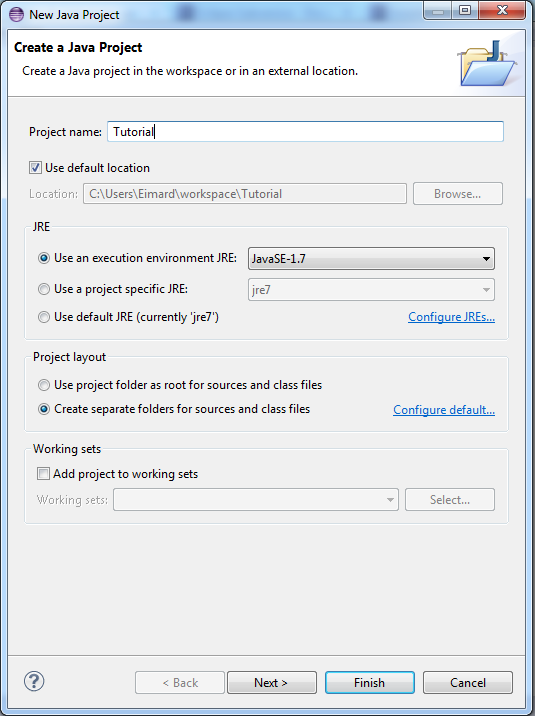 New Java Project
Create a Java Project
Create a Java project in the workspace or in an external location.
Project name: Tutorial
Use default location
Location: C:\Users\Eimard\workspace\Tutorial Browse...
JRE
Use an execution environment JRE: JavaSE-1.7
Use a project specific JRE: jre7
Use default JRE (currently 'jre7') Configure JREs...
Project layout
Use project folder as root for sources and class files
Create separate folders for sources and class files Configure default...
Working sets
Add project to working sets
Working sets: Select...
? < Back Next > Finish Cancel